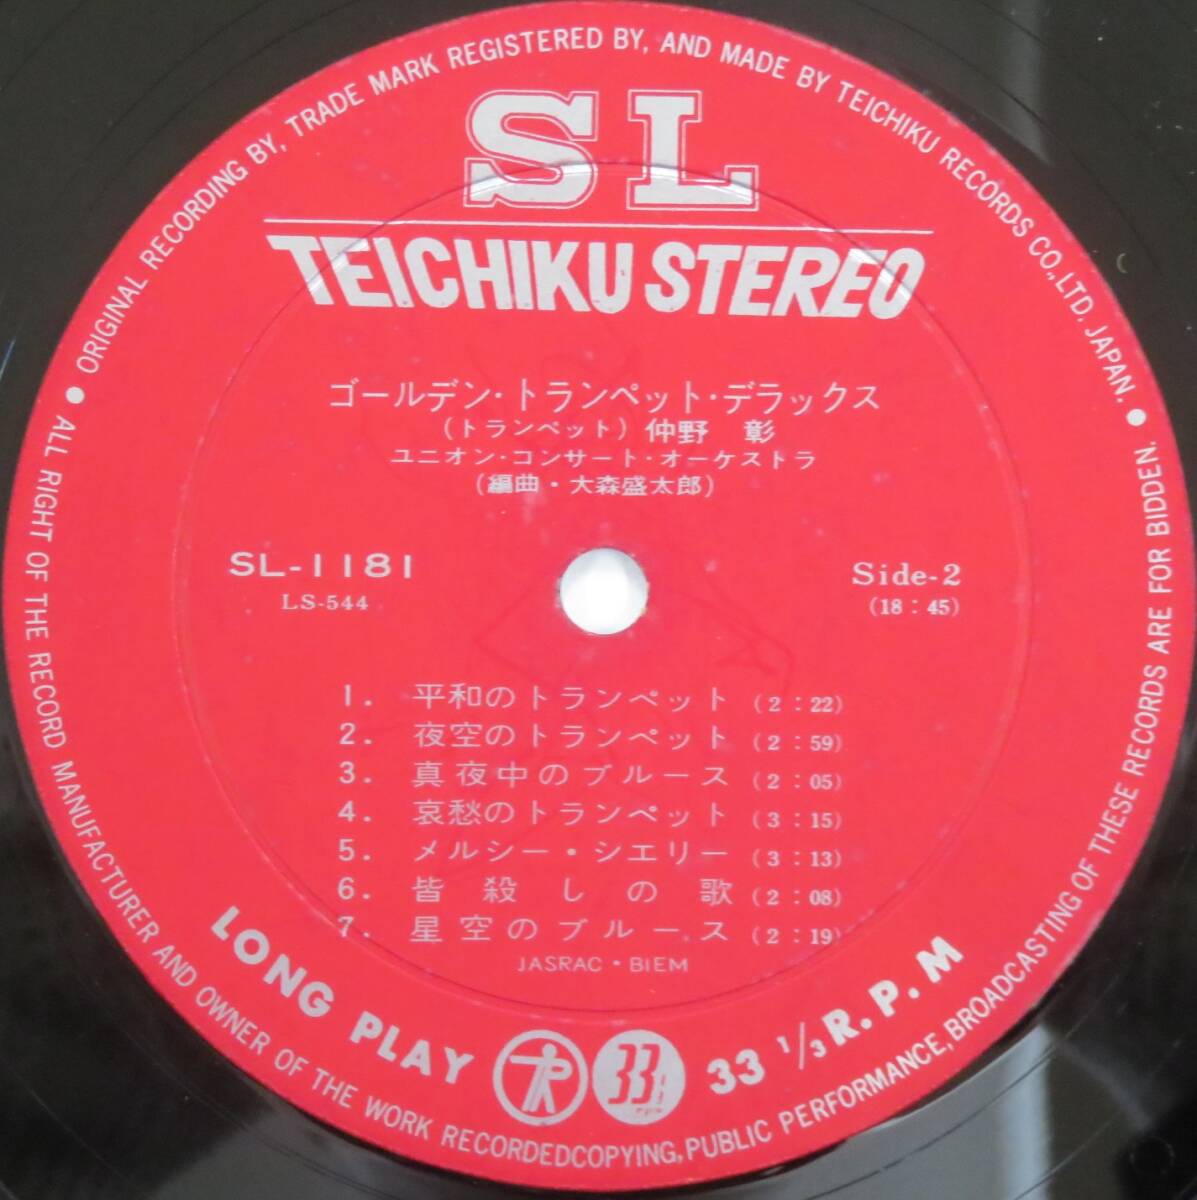 ORIGINAL RECORDING BY, TRADE MARK REGISTERED BY, AND MADE BY TEICHIKU RECORDS CO.,LTD. JAPAN.
SL
TEICHIKU STEREO
ゴールデン・トランペット・デラックス
(トランペット) 仲野 彰
ユニオン・コンサート・オーケストラ
(編曲・大森盛太郎)
SL-1181
LS-544
Side-2
(18:45)
1. 平和のトランペット (2:22)
2. 夜空のトランペット (2:59)
3. 真夜中のブルース (2:05)
4. 哀愁のトランペット (3:15)
5. メルシー・シエリー (3:13)
6. 皆殺しの歌 (2:08)
7. 星空のブルース (2:19)
JASRAC・BIEM
LONG PLAY 33 1/3 R.P.M
33⅓ rpm
ALL RIGHT OF THE RECORD MANUFACTURER AND OWNER OF THE WORK RECORDEDCOPYING,PUBLIC PERFORMANCE,BROADCASTING OF THESE RECORDS ARE FOR BIDDEN.